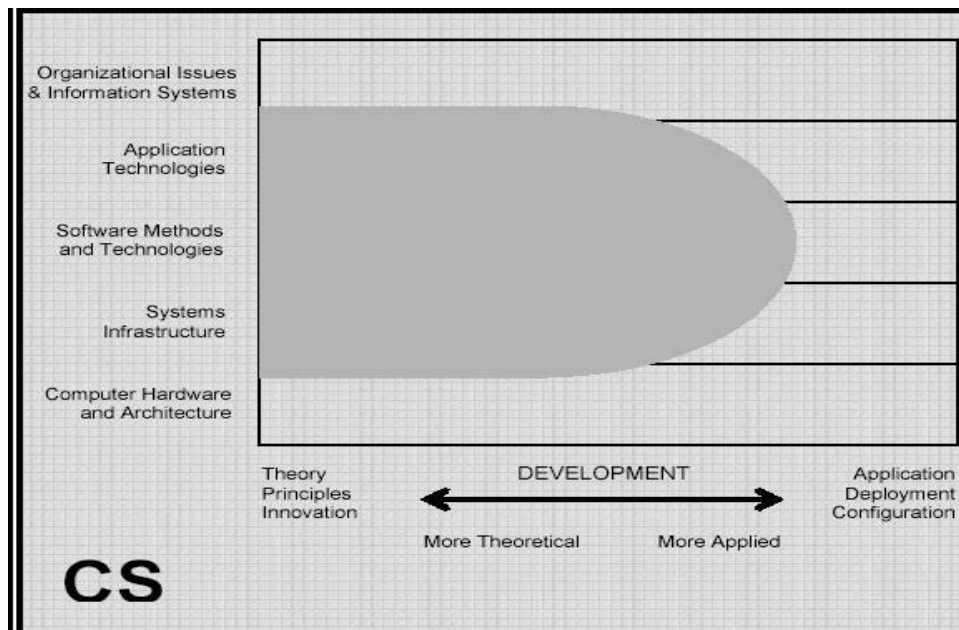 Organizational Issues
& Information Systems
Application
Technologies
Software Methods
and Technologies
Systems
Infrastructure
Computer Hardware
and Architecture
Theory
Principles
Innovation
DEVELOPMENT
More Theoretical
More Applied
Application
Deployment
Configuration
CS